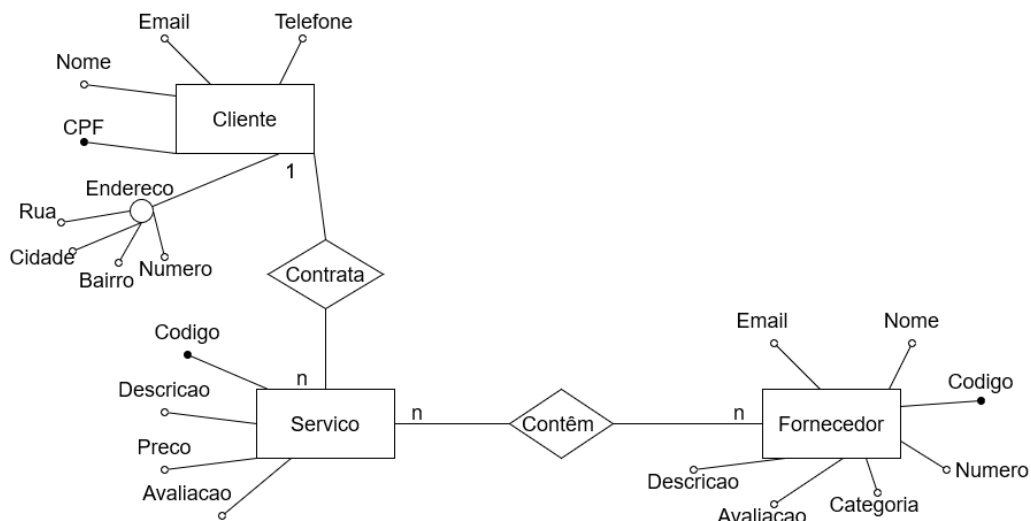 Email
Telefone
Nome
Cliente
CPF
1
Endereco
Rua
Cidade
Bairro
Numero
Contrata
Codigo
n
Descricao
Servico
Preco
Avaliacao
n
Contêm
n
Email
Nome
Codigo
Fornecedor
Numero
Descricao
Categoria
Avaliacao